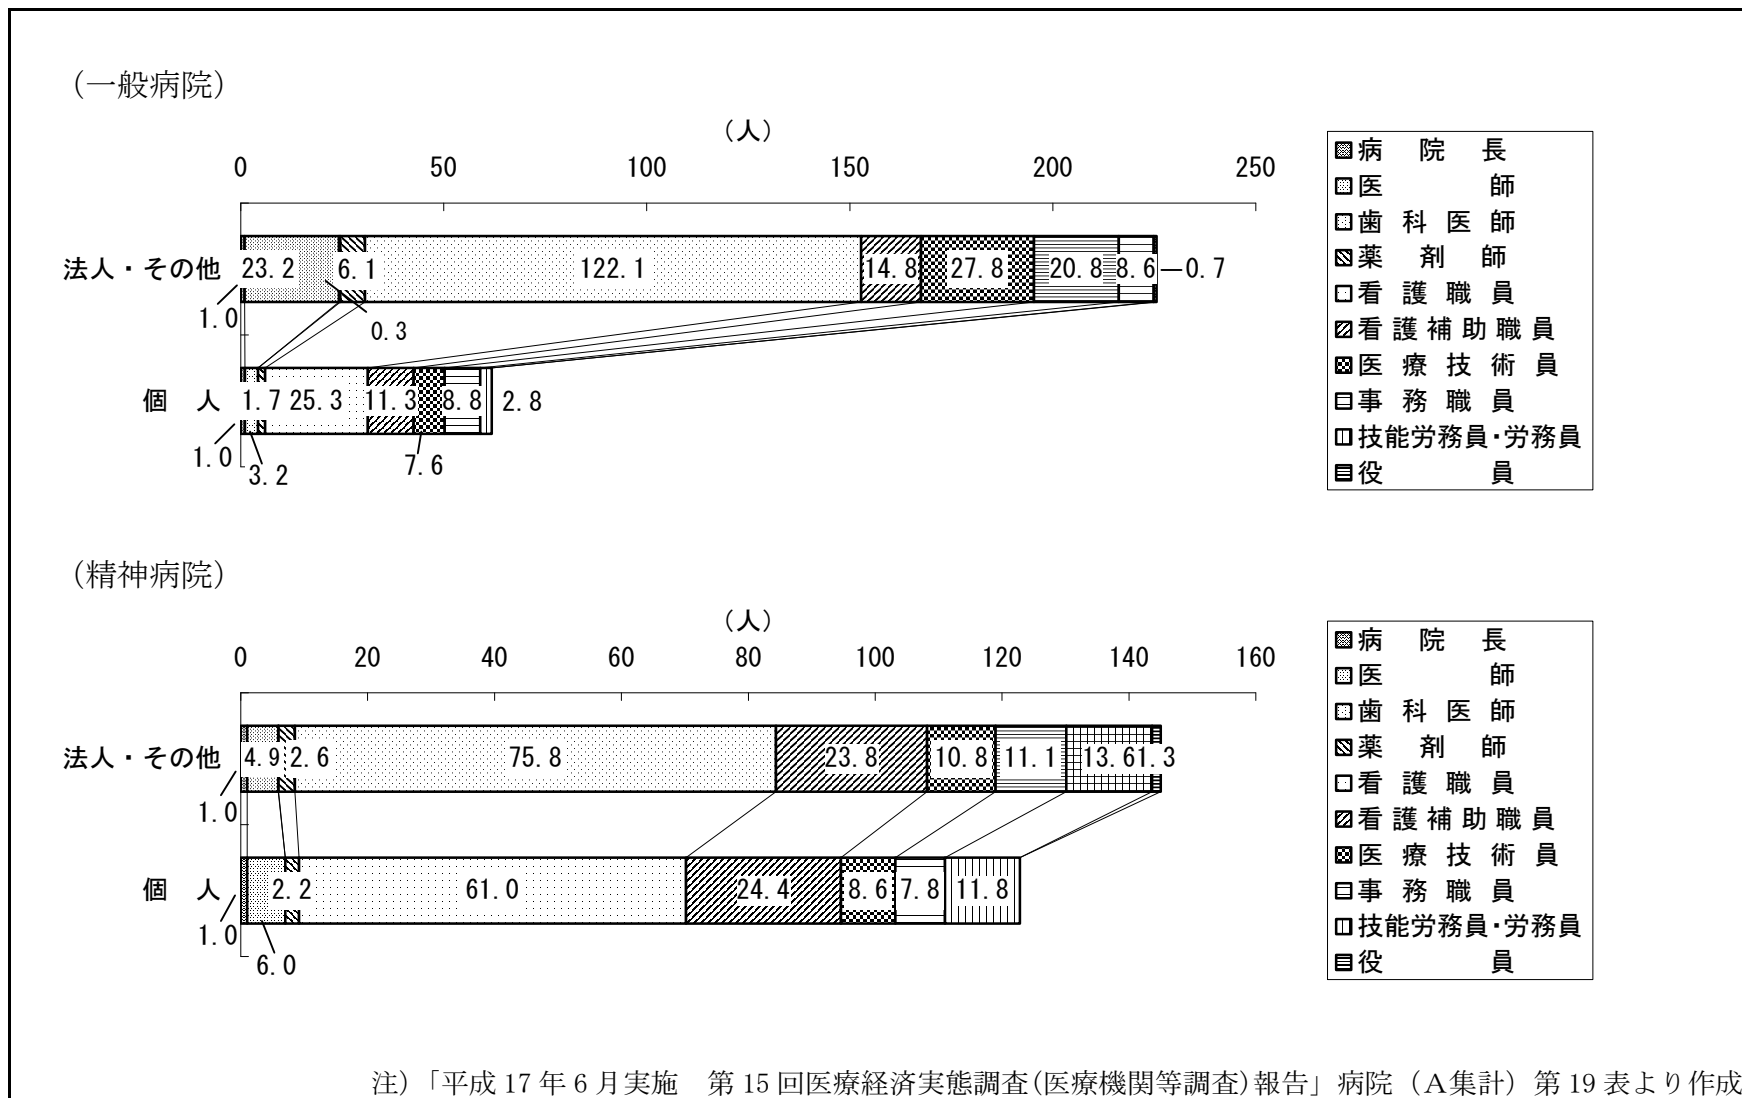 （一般病院）
（人）
0 50 100 150 200 250
法人・その他 23.2 6.1 122.1 14.8 27.8 20.8 8.6 0.7
1.0 0.3
個　人 1.7 25.3 11.3 8.8 2.8
1.0 3.2 7.6
病　院　長
医　　　師
歯 科 医 師
薬　剤　師
看 護 職 員
看護補助職員
医 療 技 術 員
事 務 職 員
技能労務員・労務員
役　　　員
（精神病院）
（人）
0 20 40 60 80 100 120 140 160
法人・その他 4.9 2.6 75.8 23.8 10.8 11.1 13.6 1.3
1.0
個　人 2.2 61.0 24.4 8.6 7.8 11.8
1.0 6.0
病　院　長
医　　　師
歯 科 医 師
薬　剤　師
看 護 職 員
看護補助職員
医 療 技 術 員
事 務 職 員
技能労務員・労務員
役　　　員
注）「平成 17 年 6 月実施　第 15 回医療経済実態調査(医療機関等調査)報告」病院（Ａ集計）第 19 表より作成